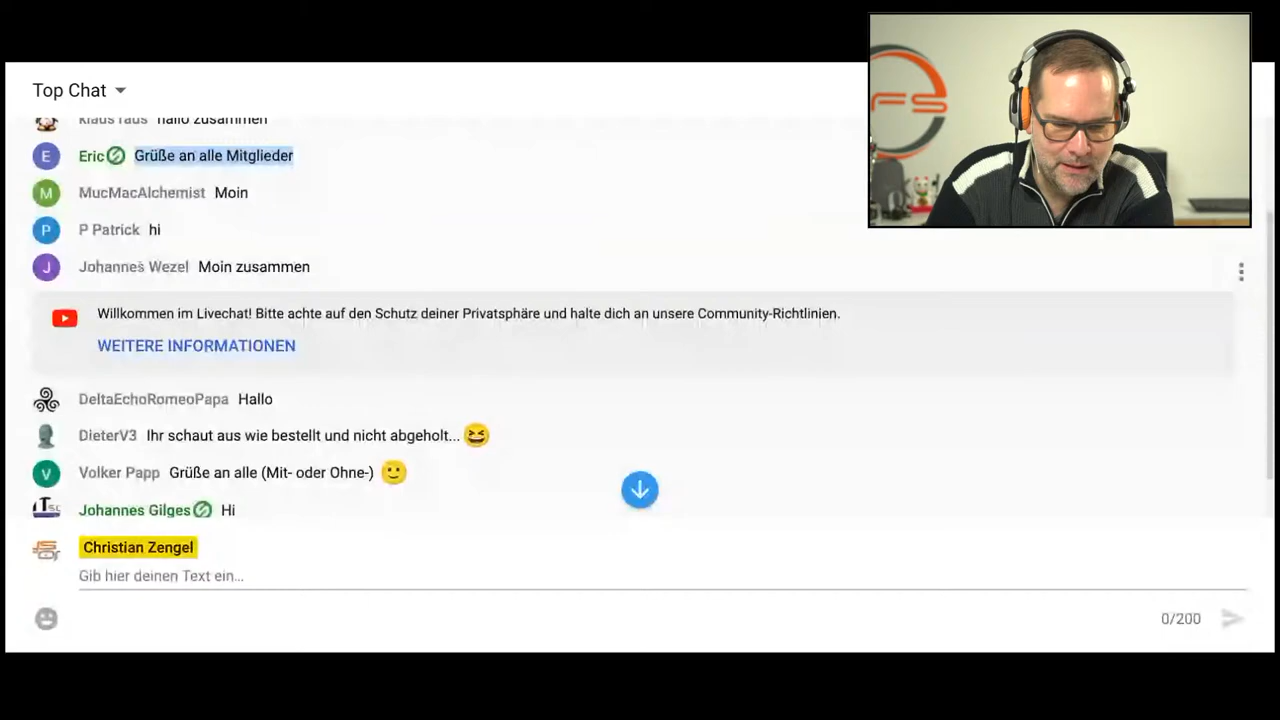 Top Chat
klaus raus hallo zusammen
E Eric Grüße an alle Mitglieder
M MucMacAlchemist Moin
P P Patrick hi
J Johannes Wezel Moin zusammen
Willkommen im Livechat! Bitte achte auf den Schutz deiner Privatsphäre und halte dich an unsere Community-Richtlinien.
WEITERE INFORMATIONEN
DeltaEchoRomeoPapa Hallo
DieterV3 Ihr schaut aus wie bestellt und nicht abgeholt... 😆
V Volker Papp Grüße an alle (Mit- oder Ohne-) 🙂
Johannes Gilges Hi
Christian Zengel
Gib hier deinen Text ein...
0/200
FS